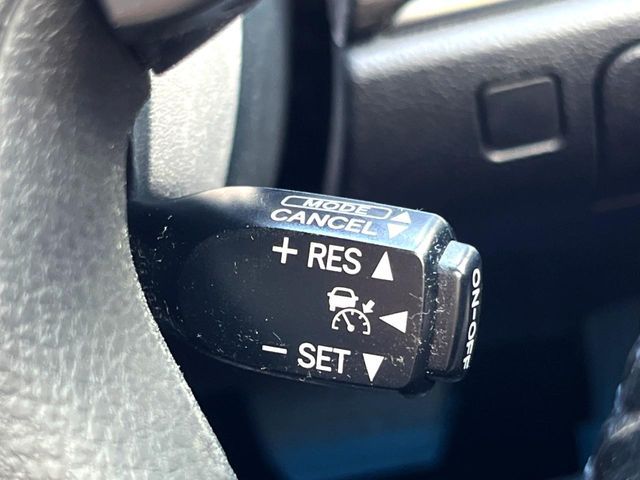 MODE
CANCEL
+ RES
- SET
ON-OFF